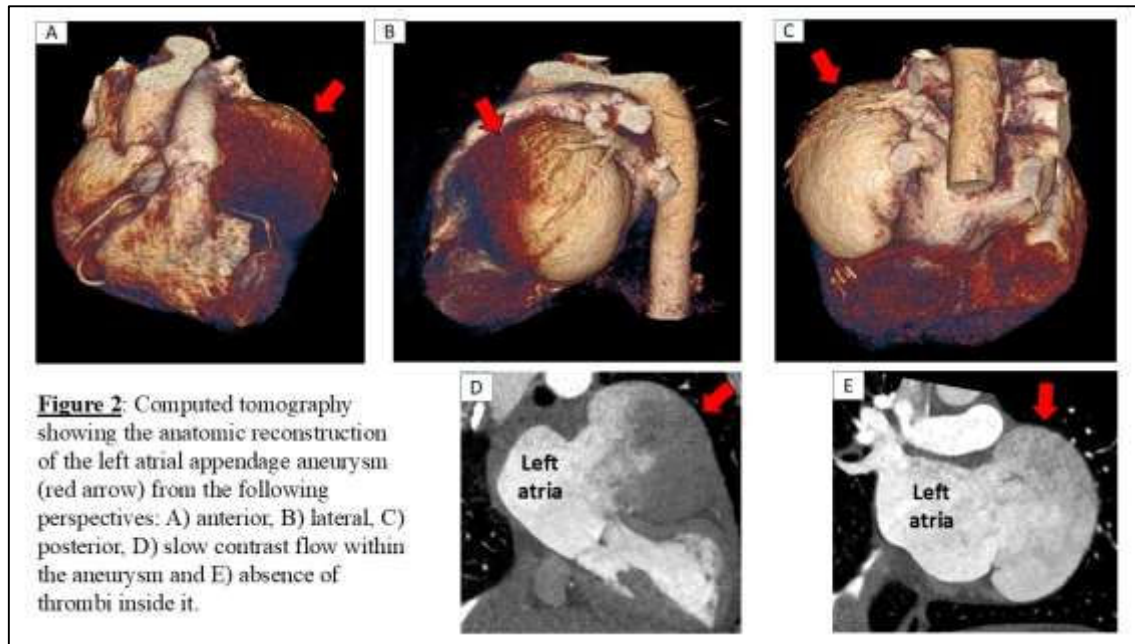 A
B
C
Figure 2: Computed tomography
showing the anatomic reconstruction
of the left atrial appendage aneurysm
(red arrow) from the following
perspectives: A) anterior, B) lateral, C)
posterior, D) slow contrast flow within
the aneurysm and E) absence of
thrombi inside it.
D
Left
atria
E
Left
atria